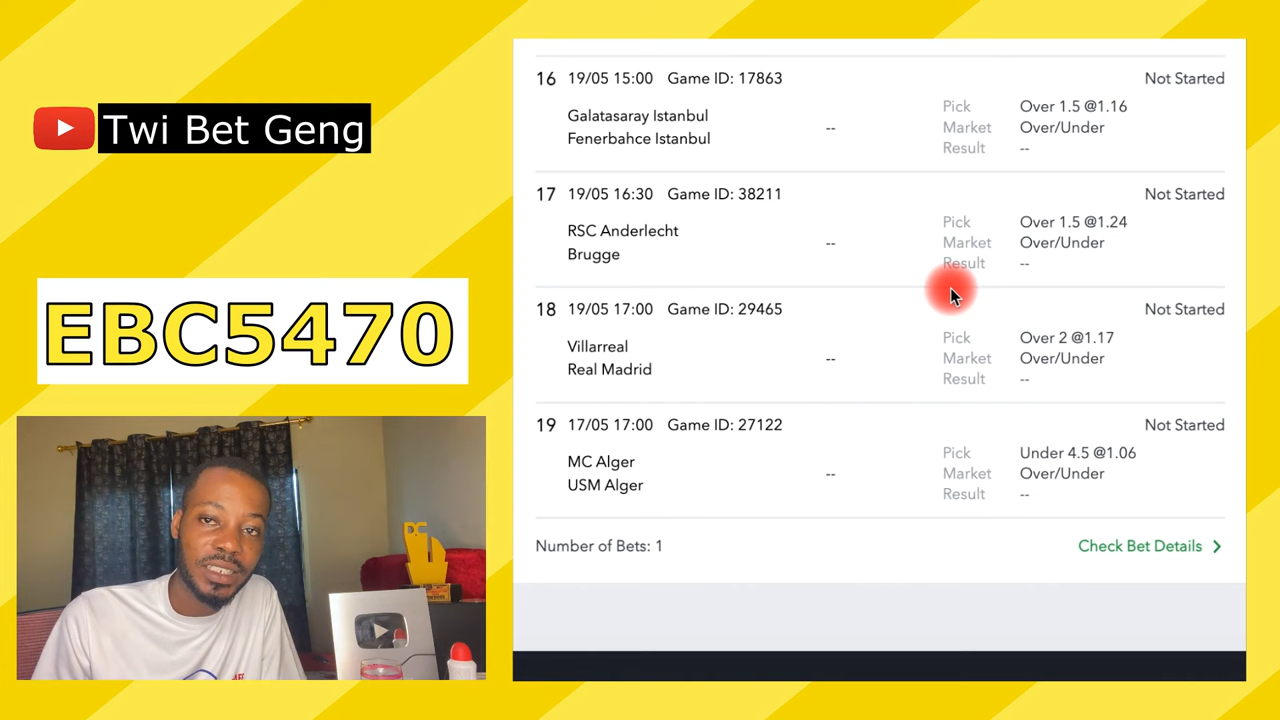 Twi Bet Geng
EBC5470
16 19/05 15:00 Game ID: 17863 Not Started
Galatasaray Istanbul
Fenerbahce Istanbul
--
Pick Over 1.5 @1.16
Market Over/Under
Result --
17 19/05 16:30 Game ID: 38211 Not Started
RSC Anderlecht
Brugge
--
Pick Over 1.5 @1.24
Market Over/Under
Result --
18 19/05 17:00 Game ID: 29465 Not Started
Villarreal
Real Madrid
--
Pick Over 2 @1.17
Market Over/Under
Result --
19 17/05 17:00 Game ID: 27122 Not Started
MC Alger
USM Alger
--
Pick Under 4.5 @1.06
Market Over/Under
Result --
Number of Bets: 1
Check Bet Details